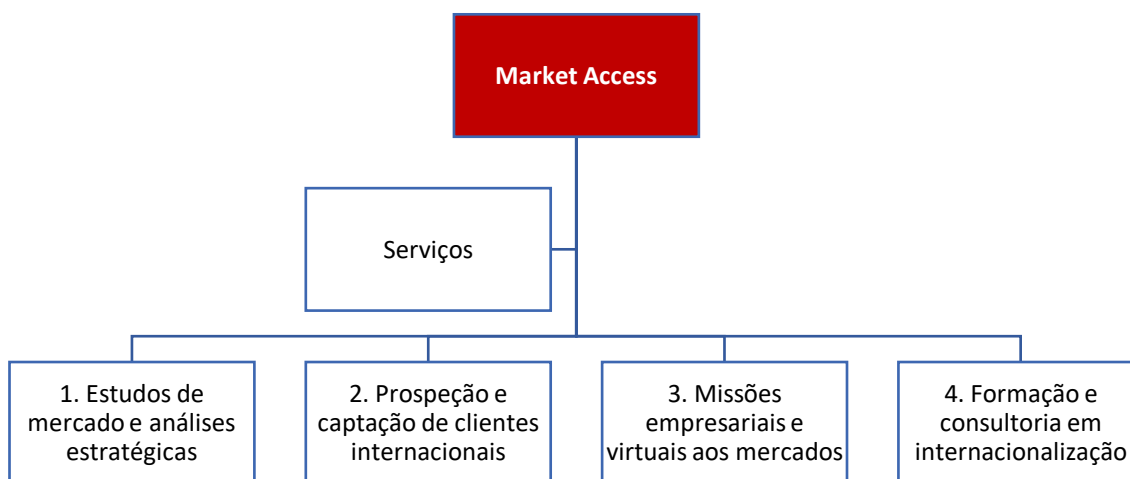 Market Access
Serviços
1. Estudos de
mercado e análises
estratégicas
2. Prospeção e
captação de clientes
internacionais
3. Missões
empresariais e
virtuais aos mercados
4. Formação e
consultoria em
internacionalização